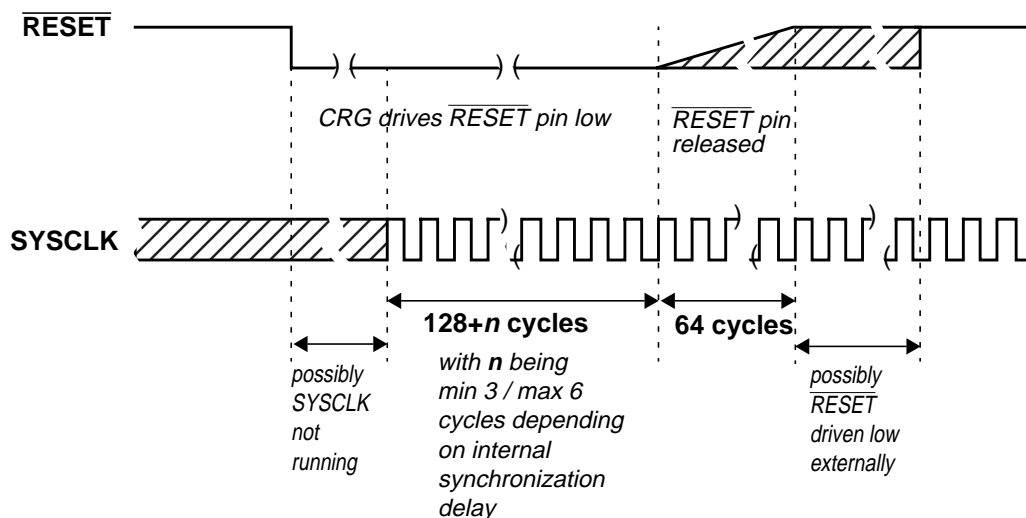 RESET
CRG drives RESET pin low
RESET pin
released
SYSCLK
128+n cycles
with n being
min 3 / max 6
cycles depending
on internal
synchronization
delay
64 cycles
possibly
SYSCLK
not
running
possibly
RESET
driven low
externally